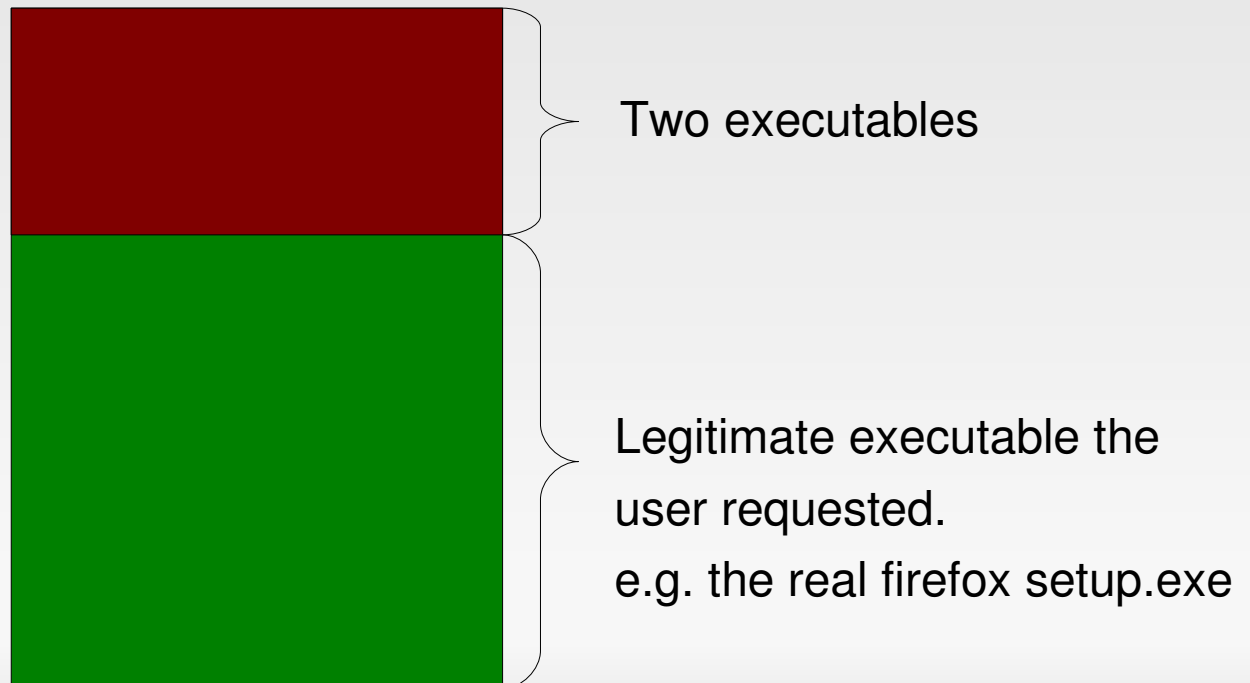 Two executables
Legitimate executable the
user requested.
e.g. the real firefox setup.exe